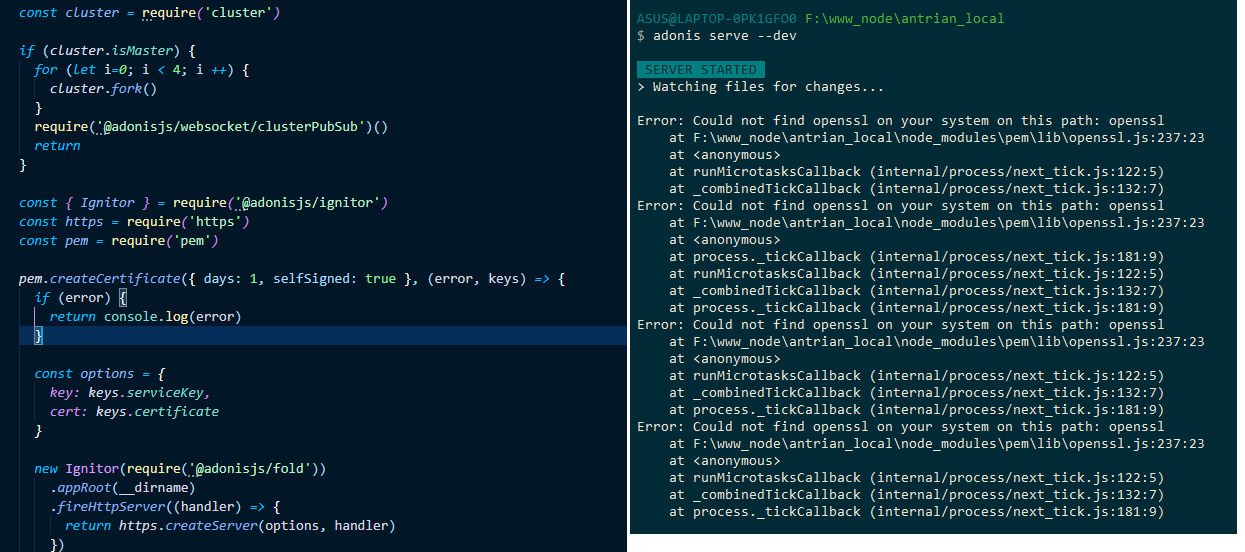 const cluster = require('cluster')
if (cluster.isMaster) {
for (let i=0; i < 4; i ++) {
cluster.fork()
}
require('@adonisjs/websocket/clusterPubSub')()
return
}
const { Ignitor } = require('@adonisjs/ignitor')
const https = require('https')
const pem = require('pem')
pem.createCertificate({ days: 1, selfSigned: true }, (error, keys) => {
if (error) {
return console.log(error)
}
const options = {
key: keys.serviceKey,
cert: keys.certificate
}
new Ignitor(require('@adonisjs/fold'))
.appRoot(__dirname)
.fireHttpServer((handler) => {
return https.createServer(options, handler)
})
ASUS@LAPTOP-0PK1GFO0 F:\www_node\antrian_local
$ adonis serve --dev
SERVER STARTED
> Watching files for changes...
Error: Could not find openssl on your system on this path: openssl
at F:\www_node\antrian_local\node_modules\pem\lib\openssl.js:237:23
at <anonymous>
at runMicrotasksCallback (internal/process/next_tick.js:122:5)
at _combinedTickCallback (internal/process/next_tick.js:132:7)
Error: Could not find openssl on your system on this path: openssl
at F:\www_node\antrian_local\node_modules\pem\lib\openssl.js:237:23
at <anonymous>
at process._tickCallback (internal/process/next_tick.js:181:9)
at runMicrotasksCallback (internal/process/next_tick.js:122:5)
at _combinedTickCallback (internal/process/next_tick.js:132:7)
at process._tickCallback (internal/process/next_tick.js:181:9)
Error: Could not find openssl on your system on this path: openssl
at F:\www_node\antrian_local\node_modules\pem\lib\openssl.js:237:23
at <anonymous>
at runMicrotasksCallback (internal/process/next_tick.js:122:5)
at _combinedTickCallback (internal/process/next_tick.js:132:7)
at process._tickCallback (internal/process/next_tick.js:181:9)
Error: Could not find openssl on your system on this path: openssl
at F:\www_node\antrian_local\node_modules\pem\lib\openssl.js:237:23
at <anonymous>
at runMicrotasksCallback (internal/process/next_tick.js:122:5)
at _combinedTickCallback (internal/process/next_tick.js:132:7)
at process._tickCallback (internal/process/next_tick.js:181:9)